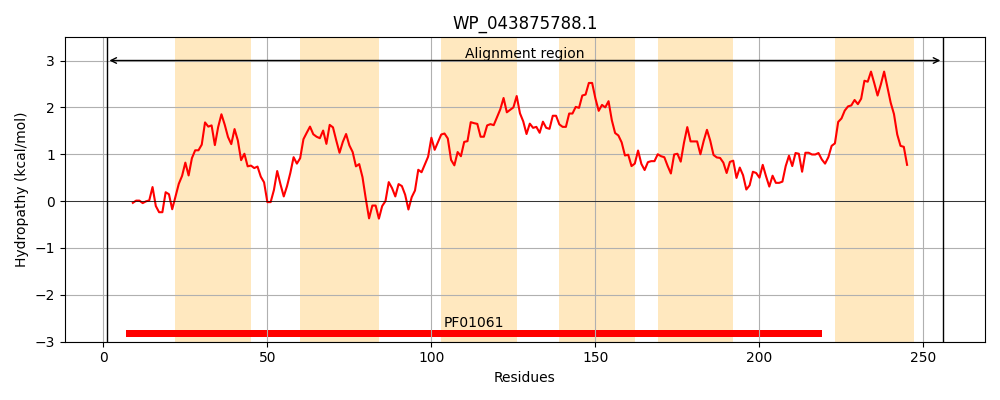 WP_043875788.1
Hydropathy (kcal/mol)
3
2
1
0
−1
−2
−3
Alignment region
PF01061
0
50
100
150
200
250
Residues